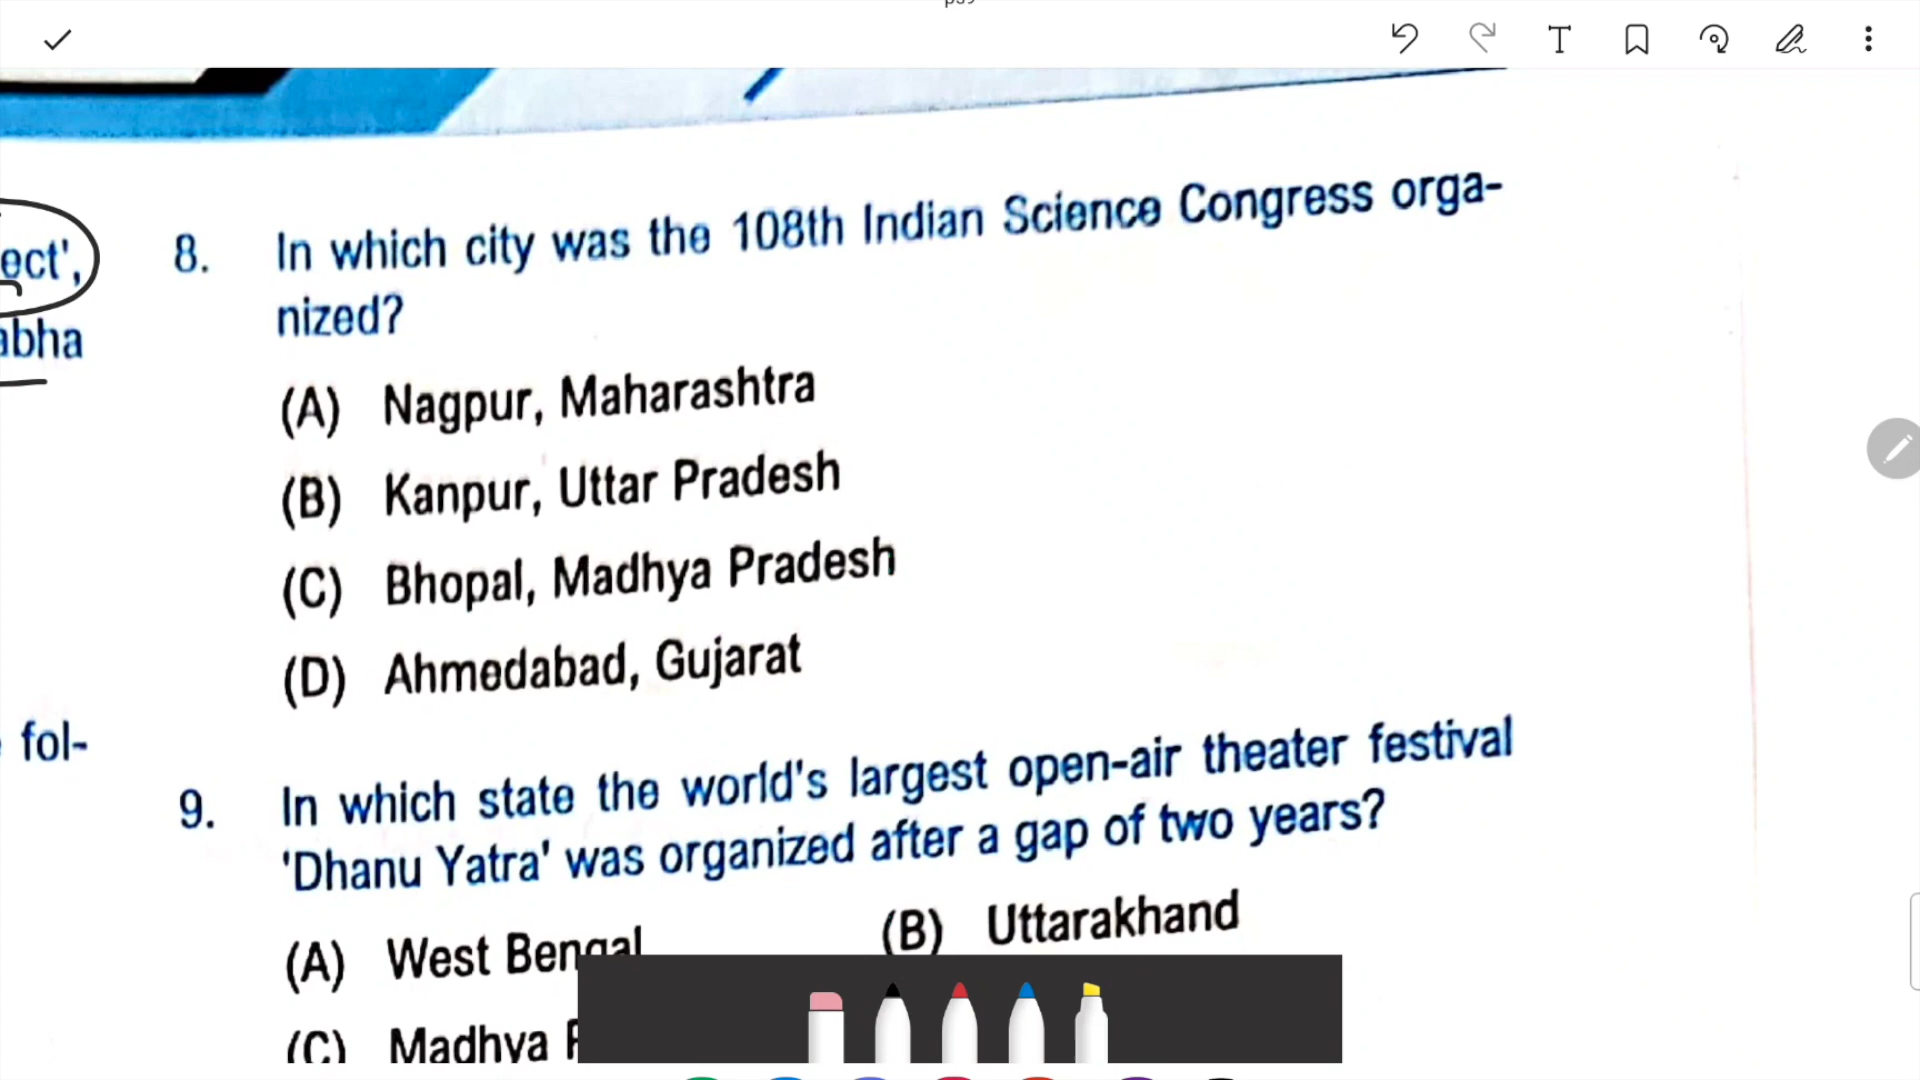 ect',
abha
fol-
8. In which city was the 108th Indian Science Congress orga-
nized?
(A) Nagpur, Maharashtra
(B) Kanpur, Uttar Pradesh
(C) Bhopal, Madhya Pradesh
(D) Ahmedabad, Gujarat
9. In which state the world's largest open-air theater festival
'Dhanu Yatra' was organized after a gap of two years?
(A) West Bengal (B) Uttarakhand
(C) Madhya P